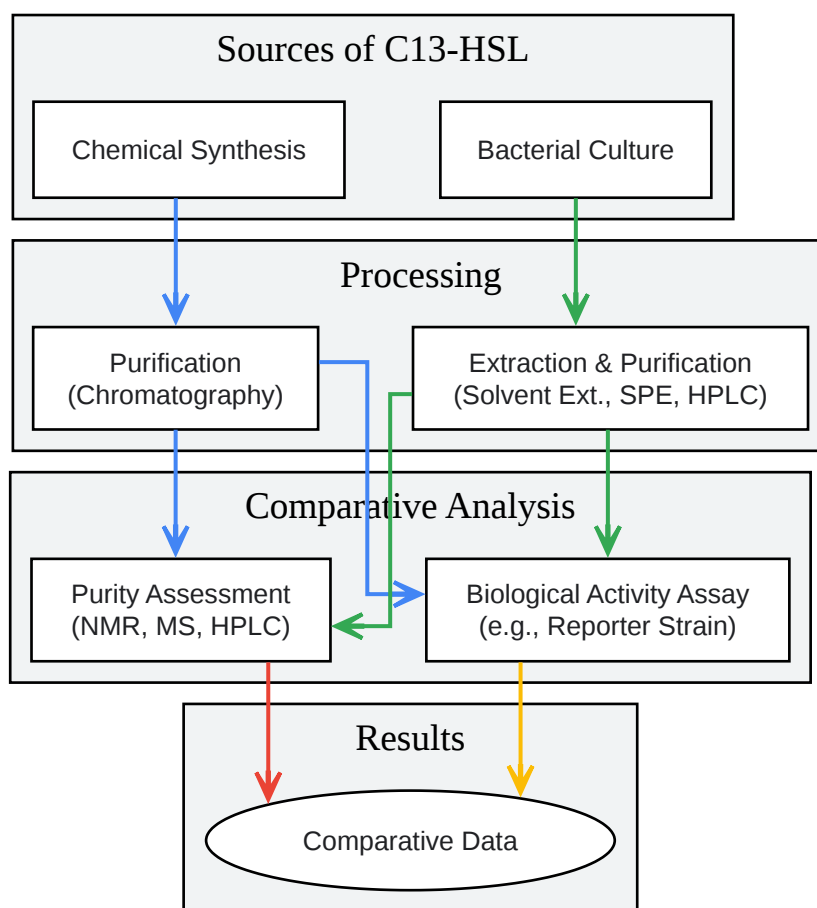 Sources of C13-HSL
Chemical Synthesis
Bacterial Culture
Processing
Purification
(Chromatography)
Extraction & Purification
(Solvent Ext., SPE, HPLC)
Comparative Analysis
Purity Assessment
(NMR, MS, HPLC)
Biological Activity Assay
(e.g., Reporter Strain)
Results
Comparative Data